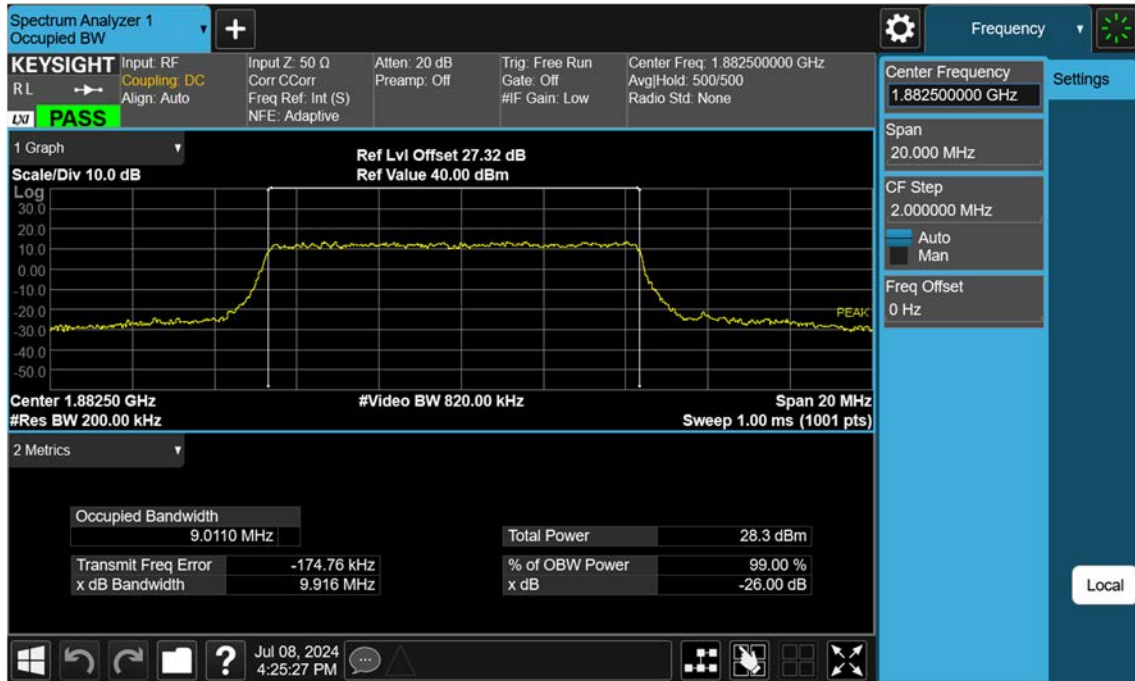 Spectrum Analyzer 1
Occupied BW
+
Frequency
KEYSIGHT
R L
LXI PASS
Input: RF
Coupling: DC
Align: Auto
Input Z: 50 Ω
Corr CCorr
Freq Ref: Int (S)
NFE: Adaptive
Atten: 20 dB
Preamp: Off
Trig: Free Run
Gate: Off
#IF Gain: Low
Center Freq: 1.882500000 GHz
Avg|Hold: 500/500
Radio Std: None
Center Frequency
1.882500000 GHz
Settings
Span
20.000 MHz
CF Step
2.000000 MHz
Auto
Man
Freq Offset
0 Hz
Local
1 Graph
Scale/Div 10.0 dB
Ref Lvl Offset 27.32 dB
Ref Value 40.00 dBm
Log
30.0
20.0
10.0
0.00
-10.0
-20.0
-30.0
-40.0
-50.0
PEAK
Center 1.88250 GHz
#Video BW 820.00 kHz
Span 20 MHz
#Res BW 200.00 kHz
Sweep 1.00 ms (1001 pts)
2 Metrics
Occupied Bandwidth
9.0110 MHz
Total Power 28.3 dBm
Transmit Freq Error -174.76 kHz
% of OBW Power 99.00 %
x dB Bandwidth 9.916 MHz
x dB -26.00 dB
?
Jul 08, 2024
4:25:27 PM